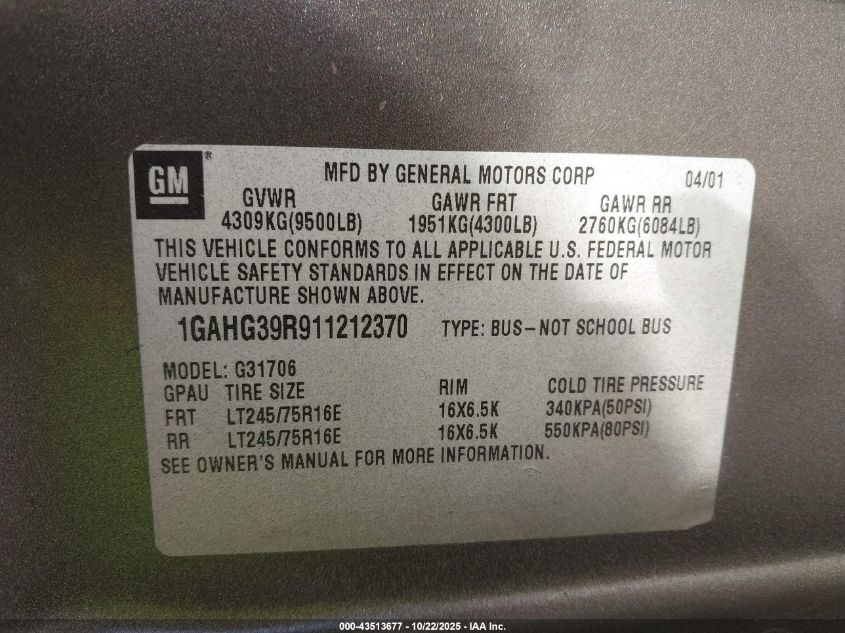 GM®
MFD BY GENERAL MOTORS CORP 04/01
GVWR GAWR FRT GAWR RR
4309KG(9500LB) 1951KG(4300LB) 2760KG(6084LB)
THIS VEHICLE CONFORMS TO ALL APPLICABLE U.S. FEDERAL MOTOR
VEHICLE SAFETY STANDARDS IN EFFECT ON THE DATE OF
MANUFACTURE SHOWN ABOVE.
1GAHG39R911212370 TYPE: BUS-NOT SCHOOL BUS
MODEL: G31706
GPAU TIRE SIZE RIM COLD TIRE PRESSURE
FRT LT245/75R16E 16X6.5K 340KPA(50PSI)
RR LT245/75R16E 16X6.5K 550KPA(80PSI)
SEE OWNER'S MANUAL FOR MORE INFORMATION.
000-43513677 - 10/22/2025 - IAA Inc.